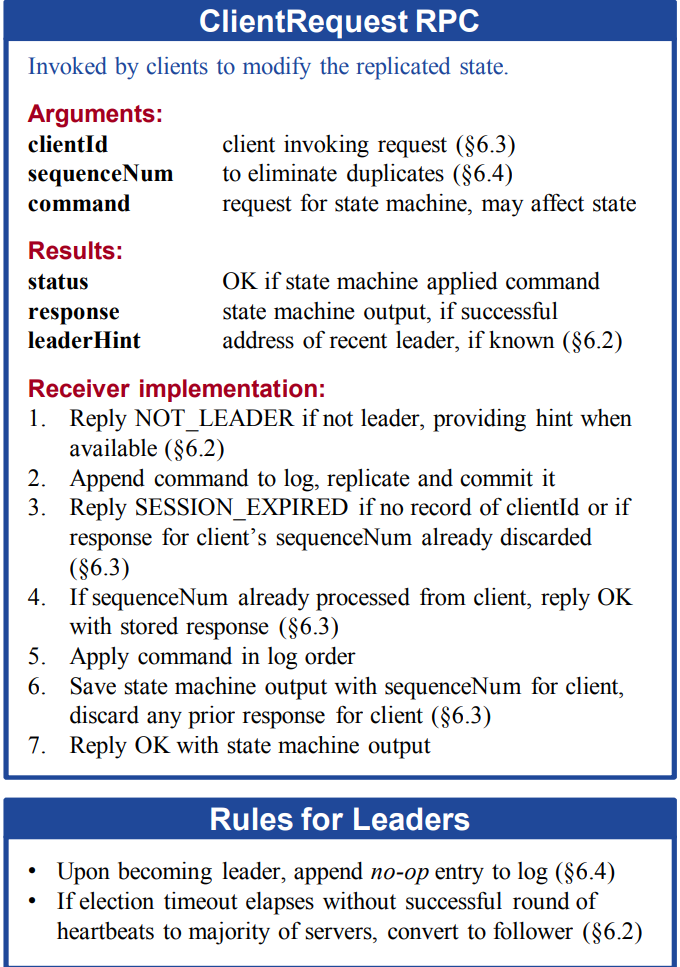 ClientRequest RPC
Invoked by clients to modify the replicated state.
Arguments:
clientId client invoking request (§6.3)
sequenceNum to eliminate duplicates (§6.4)
command request for state machine, may affect state
Results:
status OK if state machine applied command
response state machine output, if successful
leaderHint address of recent leader, if known (§6.2)
Receiver implementation:
1. Reply NOT_LEADER if not leader, providing hint when
available (§6.2)
2. Append command to log, replicate and commit it
3. Reply SESSION_EXPIRED if no record of clientId or if
response for client’s sequenceNum already discarded
(§6.3)
4. If sequenceNum already processed from client, reply OK
with stored response (§6.3)
5. Apply command in log order
6. Save state machine output with sequenceNum for client,
discard any prior response for client (§6.3)
7. Reply OK with state machine output
Rules for Leaders
• Upon becoming leader, append no-op entry to log (§6.4)
• If election timeout elapses without successful round of
heartbeats to majority of servers, convert to follower (§6.2)